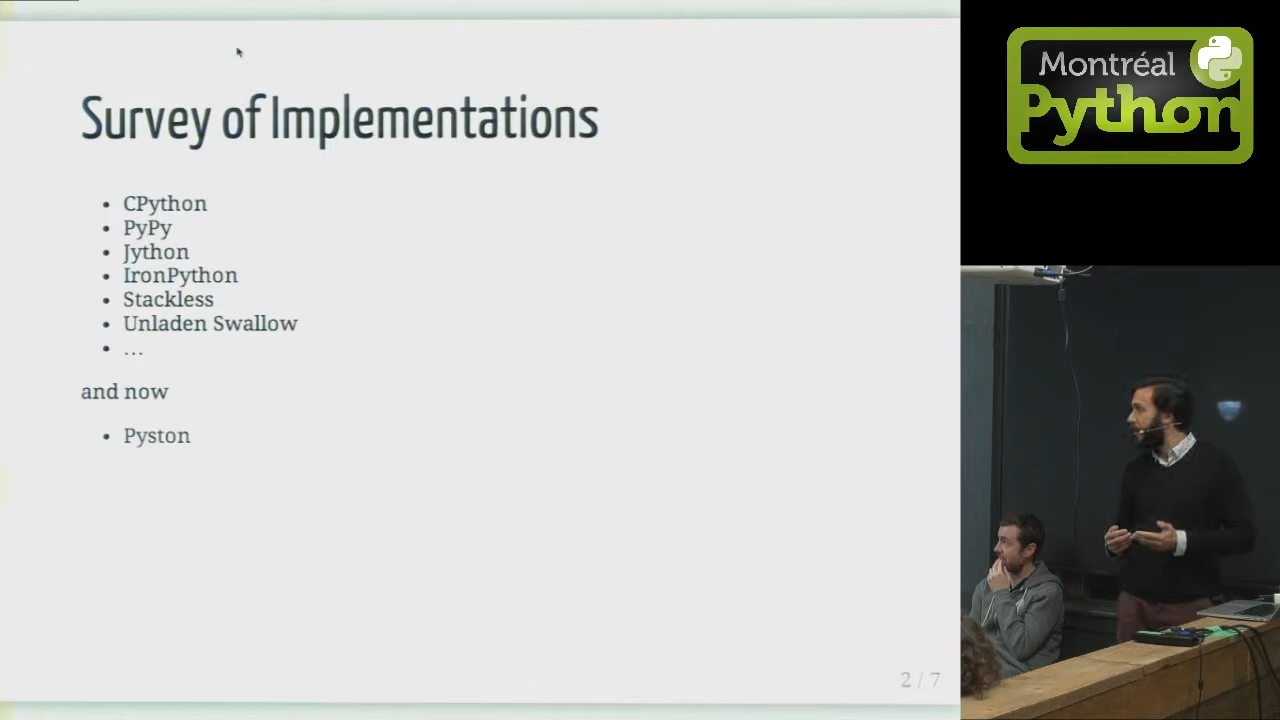 Survey of Implementations
• CPython
• PyPy
• Jython
• IronPython
• Stackless
• Unladen Swallow
• …
and now
• Pyston
2 / 7
Montréal
Python